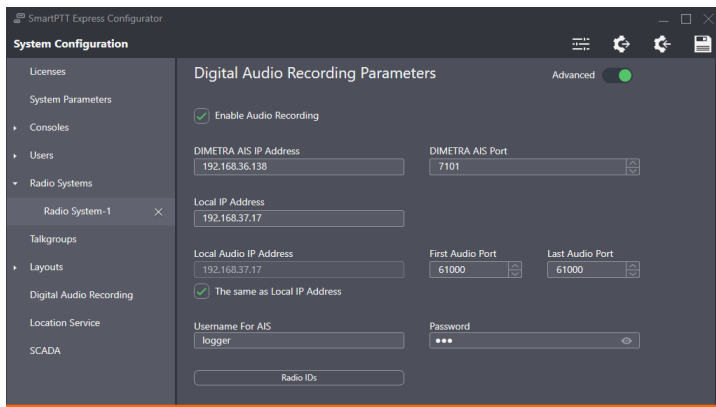 SmartPTT Express Configurator
System Configuration
Licenses
System Parameters
Consoles
Users
Radio Systems
Radio System-1
Talkgroups
Layouts
Digital Audio Recording
Location Service
SCADA
Digital Audio Recording Parameters
Advanced
Enable Audio Recording
DIMETRA AIS IP Address
DIMETRA AIS Port
192.168.36.138
7101
Local IP Address
192.168.37.17
Local Audio IP Address
First Audio Port
Last Audio Port
192.168.37.17
61000
61000
The same as Local IP Address
Username For AIS
Password
logger
•••
Radio IDs